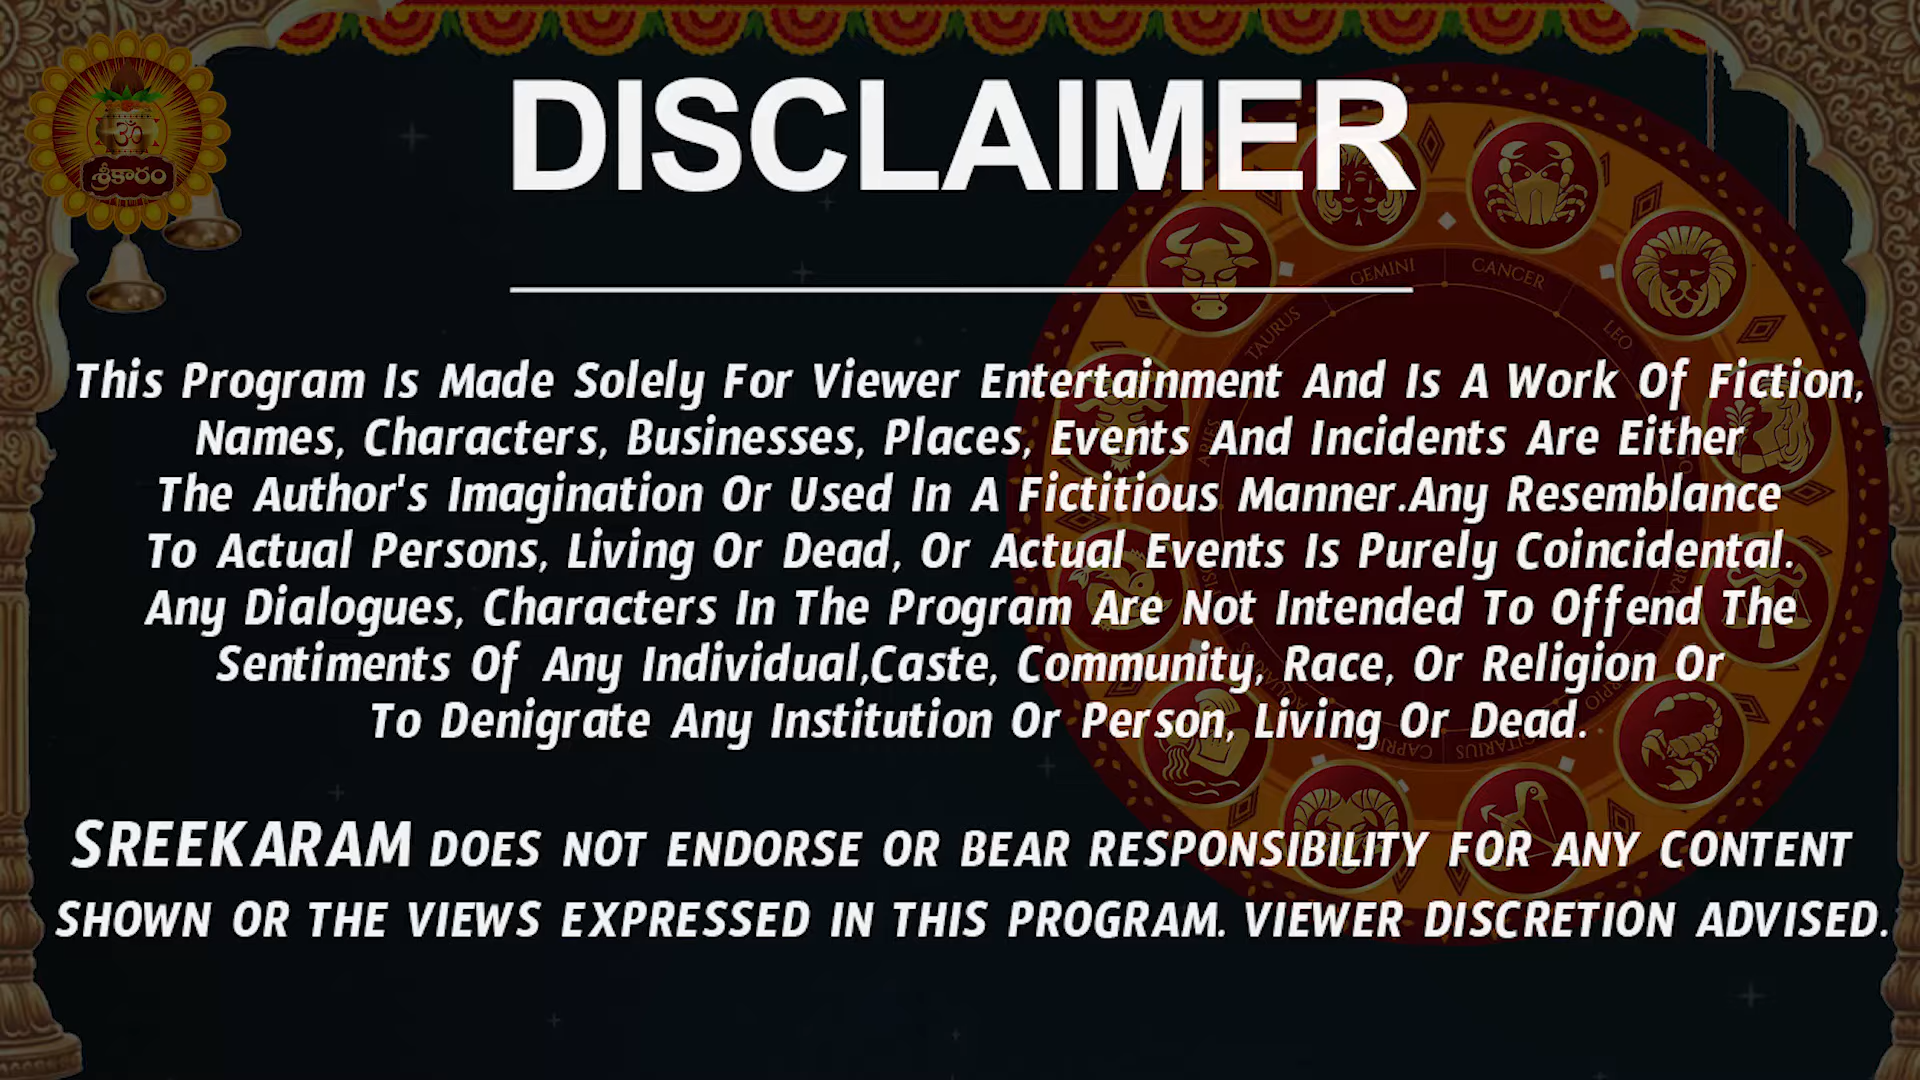 DISCLAIMER
ॐ
శ్రీకారం
GEMINI
CANCER
TAURUS
LEO
This Program Is Made Solely For Viewer Entertainment And Is A Work Of Fiction,
Names, Characters, Businesses, Places, Events And Incidents Are Either
The Author's Imagination Or Used In A Fictitious Manner.Any Resemblance
To Actual Persons, Living Or Dead, Or Actual Events Is Purely Coincidental.
Any Dialogues, Characters In The Program Are Not Intended To Offend The
Sentiments Of Any Individual,Caste, Community, Race, Or Religion Or
To Denigrate Any Institution Or Person, Living Or Dead.
SREEKARAM DOES NOT ENDORSE OR BEAR RESPONSIBILITY FOR ANY CONTENT
SHOWN OR THE VIEWS EXPRESSED IN THIS PROGRAM. VIEWER DISCRETION ADVISED.